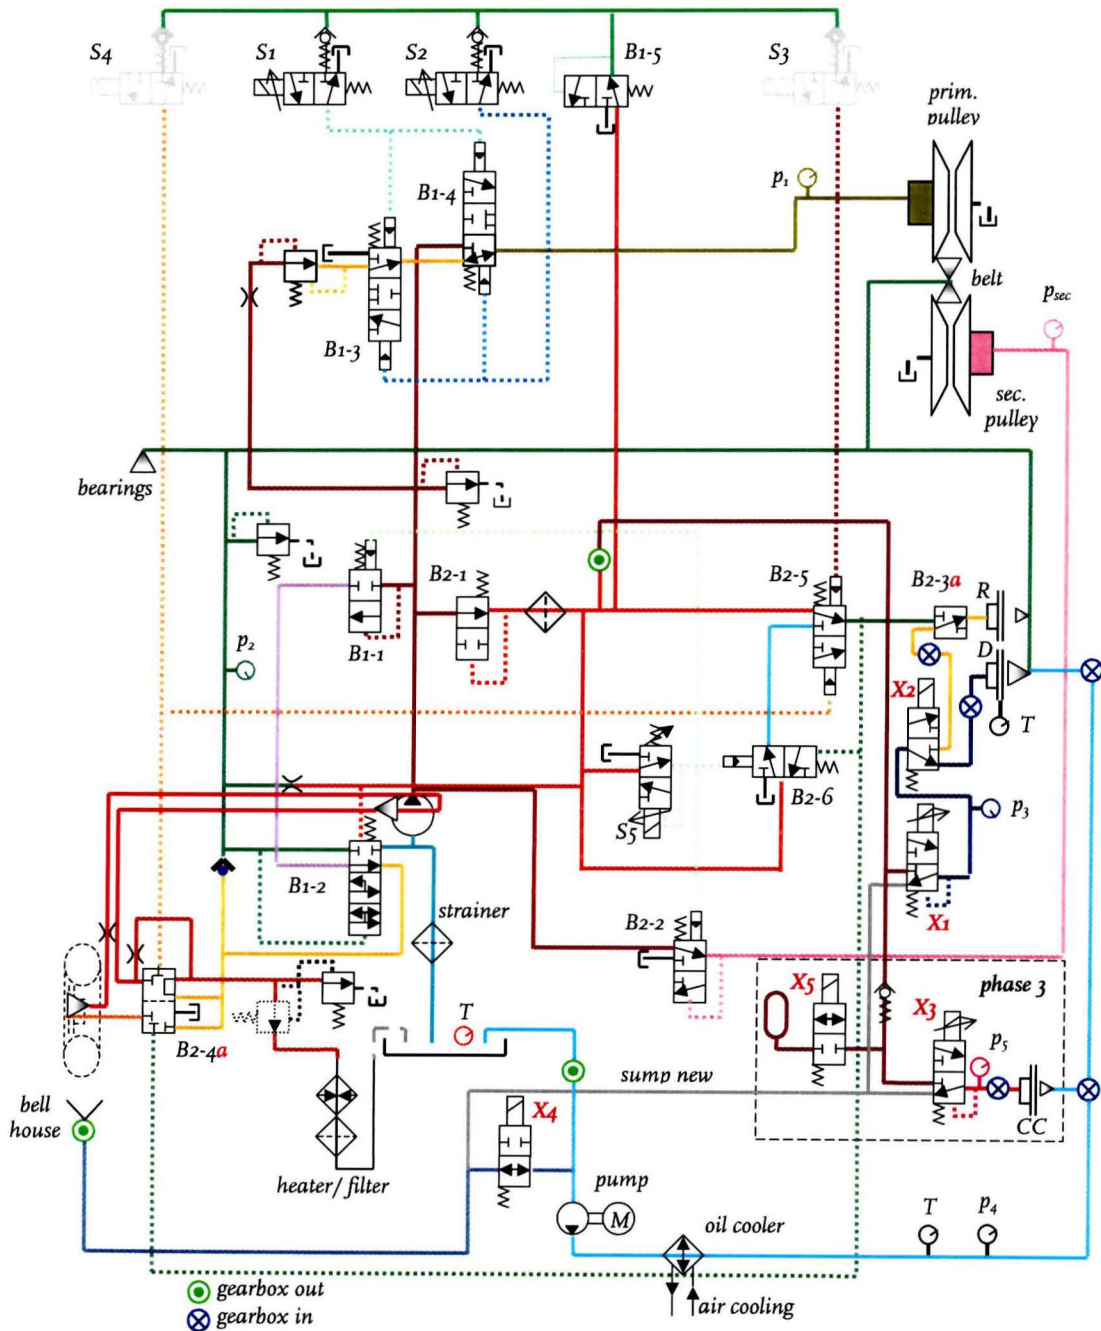 S4
S1
S2
B1-5
S3
prim.
pulley
p1
B1-4
belt
psec
B1-3
sec.
pulley
bearings
B2-1
B2-5
B2-3a
R
B1-1
p2
D
X2
T
B2-6
S5
p3
B1-2
X1
strainer
B2-2
phase 3
X5
X3
T
p5
B2-4a
sump new
bell
house
X4
CC
heater/ filter
pump
M
oil cooler
T
p4
gearbox out
gearbox in
air cooling